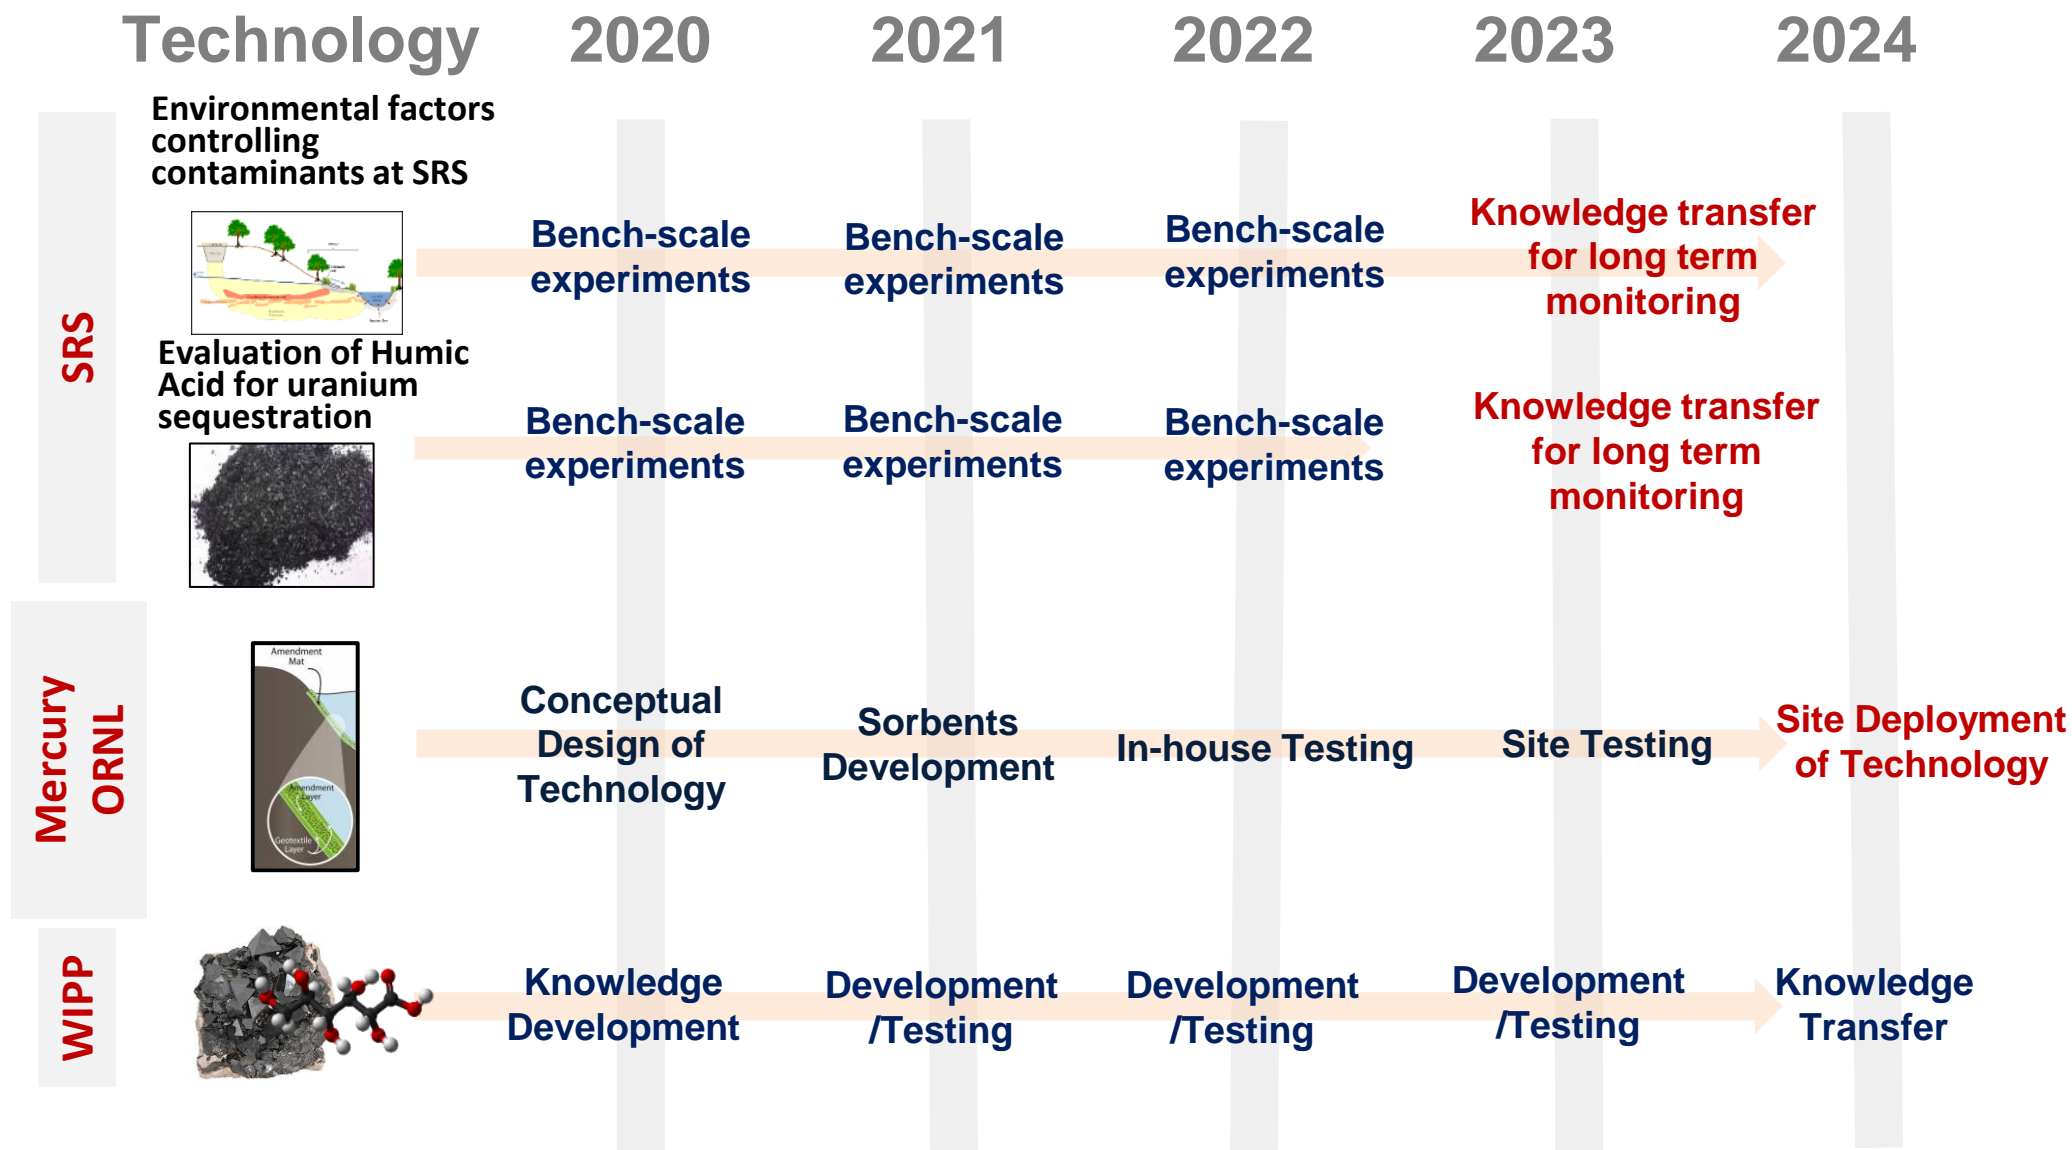 Technology 2020 2021 2022 2023 2024
SRS
Environmental factors
controlling
contaminants at SRS
Bench-scale
experiments
Bench-scale
experiments
Bench-scale
experiments
Knowledge transfer
for long term
monitoring
Evaluation of Humic
Acid for uranium
sequestration
Bench-scale
experiments
Bench-scale
experiments
Bench-scale
experiments
Knowledge transfer
for long term
monitoring
Mercury
ORNL
Amendment
Mat
Amendment
Layer
Geotextile
Layer
Conceptual
Design of
Technology
Sorbents
Development
In-house Testing
Site Testing
Site Deployment
of Technology
WIPP
Knowledge
Development
Development
/Testing
Development
/Testing
Development
/Testing
Knowledge
Transfer